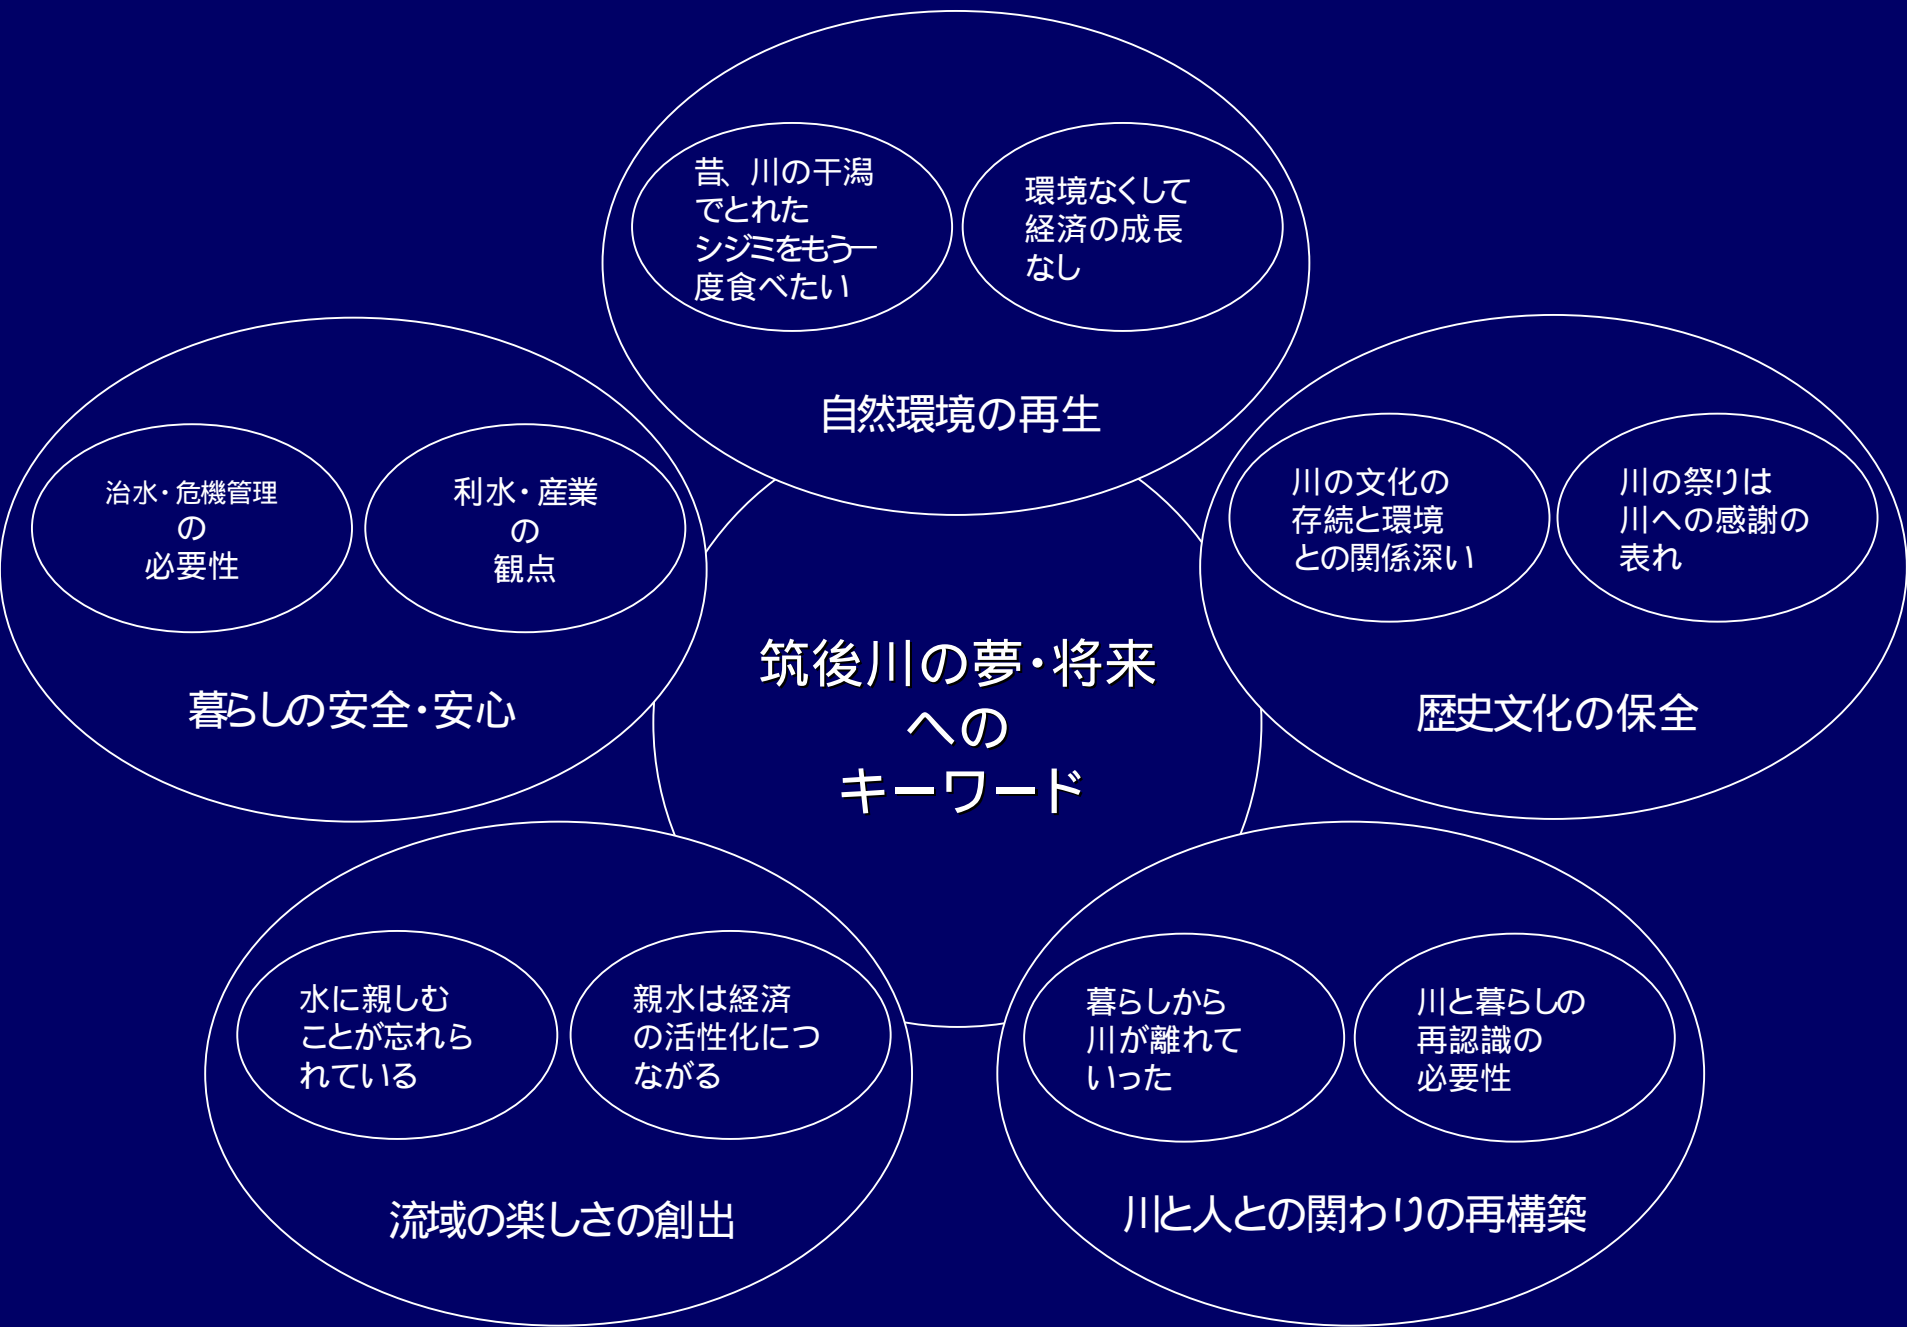 昔、川の干潟
でとれた
シジミをもう一
度食べたい
環境なくして
経済の成長
なし
自然環境の再生
治水・危機管理
の
必要性
利水・産業
の
観点
暮らしの安全・安心
川の文化の
存続と環境
との関係深い
川の祭りは
川への感謝の
表れ
歴史文化の保全
筑後川の夢・将来
への
キーワード
水に親しむ
ことが忘れら
れている
親水は経済
の活性化につ
ながる
流域の楽しさの創出
暮らしから
川が離れて
いった
川と暮らしの
再認識の
必要性
川と人との関わりの再構築